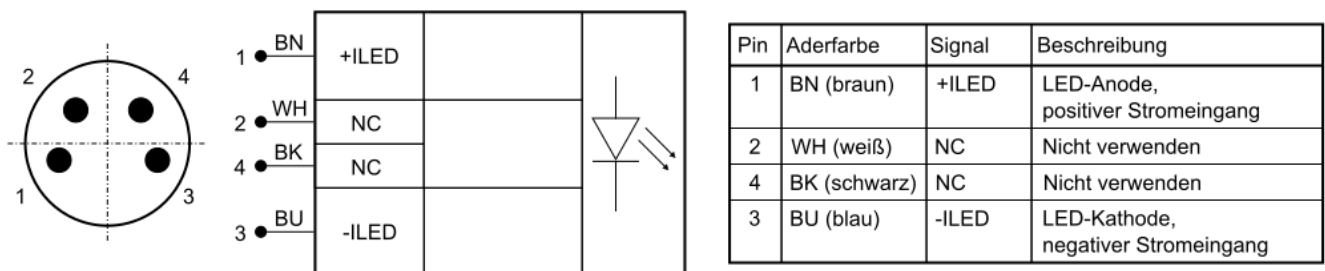 2 4
1 3
1 BN +ILED
2 WH NC
4 BK NC
3 BU -ILED
Pin Aderfarbe Signal Beschreibung
1 BN (braun) +ILED LED-Anode,
positiver Stromeingang
2 WH (weiß) NC Nicht verwenden
4 BK (schwarz) NC Nicht verwenden
3 BU (blau) -ILED LED-Kathode,
negativer Stromeingang